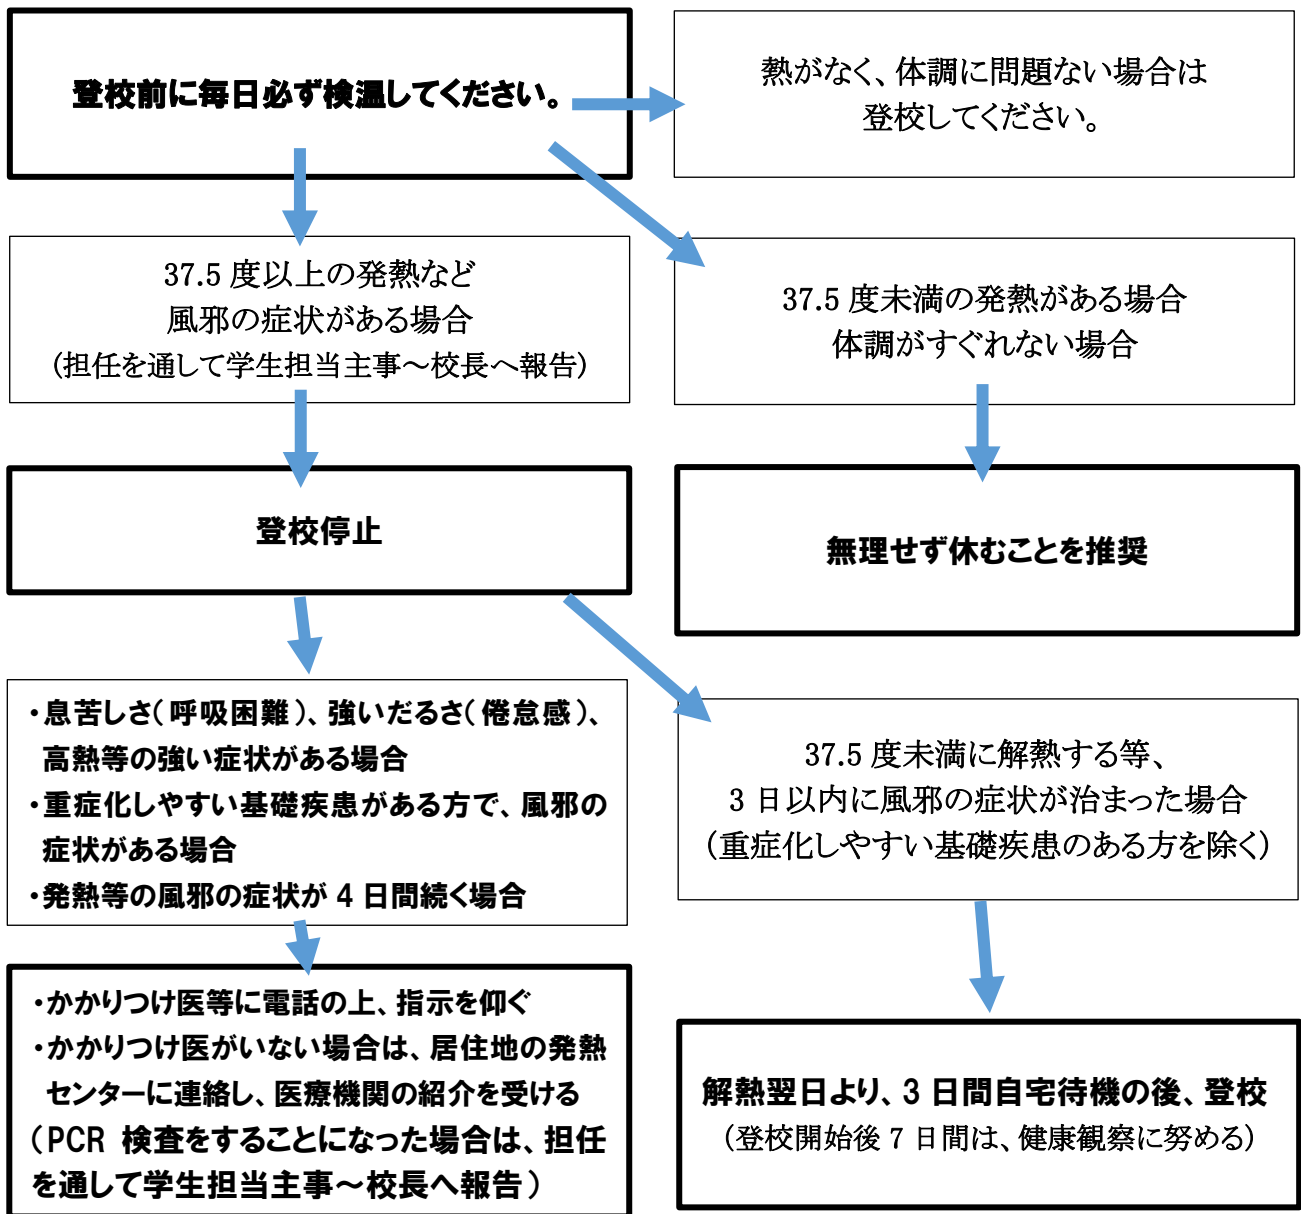 登校前に毎日必ず検温してください。
熱がなく、体調に問題ない場合は
登校してください。
37.5 度以上の発熱など
風邪の症状がある場合
(担任を通して学生担当主事～校長へ報告)
37.5 度未満の発熱がある場合
体調がすぐれない場合
登校停止
無理せず休むことを推奨
・息苦しさ(呼吸困難)、強いだるさ(倦怠感)、
高熱等の強い症状がある場合
・重症化しやすい基礎疾患がある方で、風邪の
症状がある場合
・発熱等の風邪の症状が 4 日間続く場合
37.5 度未満に解熱する等、
3 日以内に風邪の症状が治まった場合
(重症化しやすい基礎疾患のある方を除く)
・かかりつけ医等に電話の上、指示を仰ぐ
・かかりつけ医がいない場合は、居住地の発熱
センターに連絡し、医療機関の紹介を受ける
(PCR 検査をすることになった場合は、担任
を通して学生担当主事～校長へ報告)
解熱翌日より、3 日間自宅待機の後、登校
(登校開始後 7 日間は、健康観察に努める)